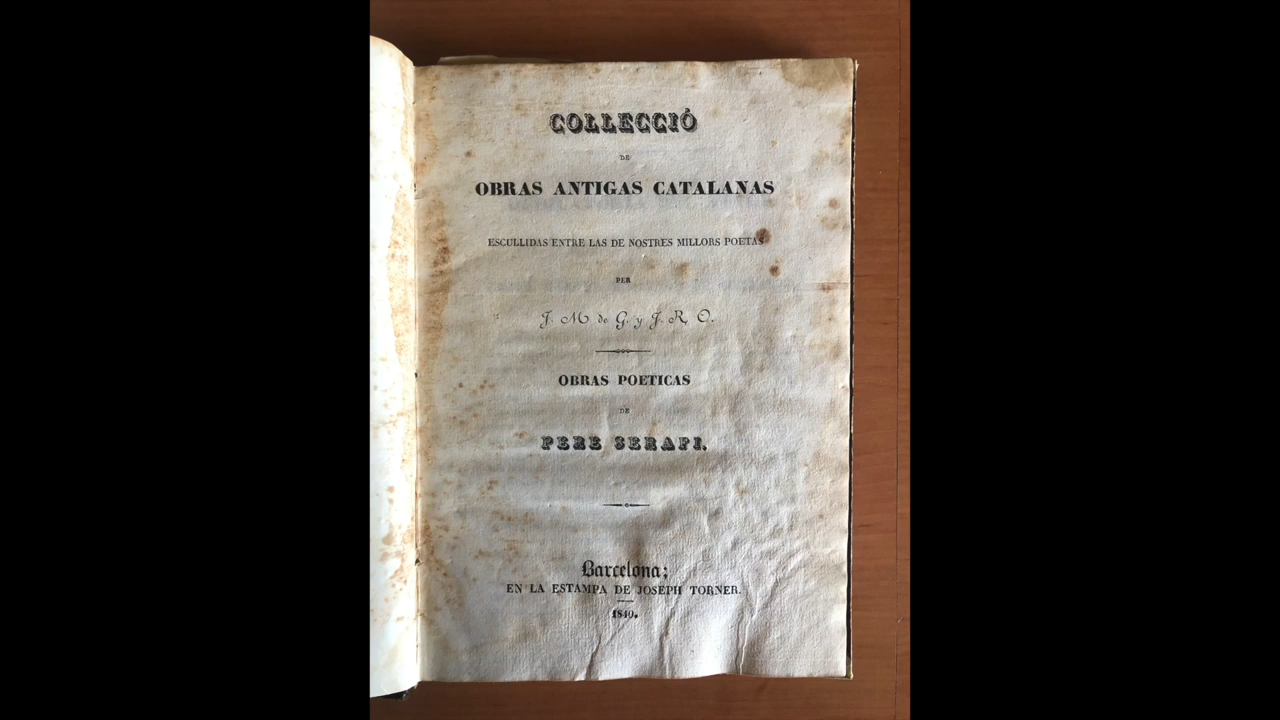 COLLECCIÓ
DE
OBRAS ANTIGAS CATALANAS
ESCULLIDAS ENTRE LAS DE NOSTRES MILLORS POETAS
PER
J. M. de G. y J. R. O.
OBRAS POETICAS
DE
PERE SERAFI.
Barcelona;
EN LA ESTAMPA DE JOSEPH TORNER.
1840.